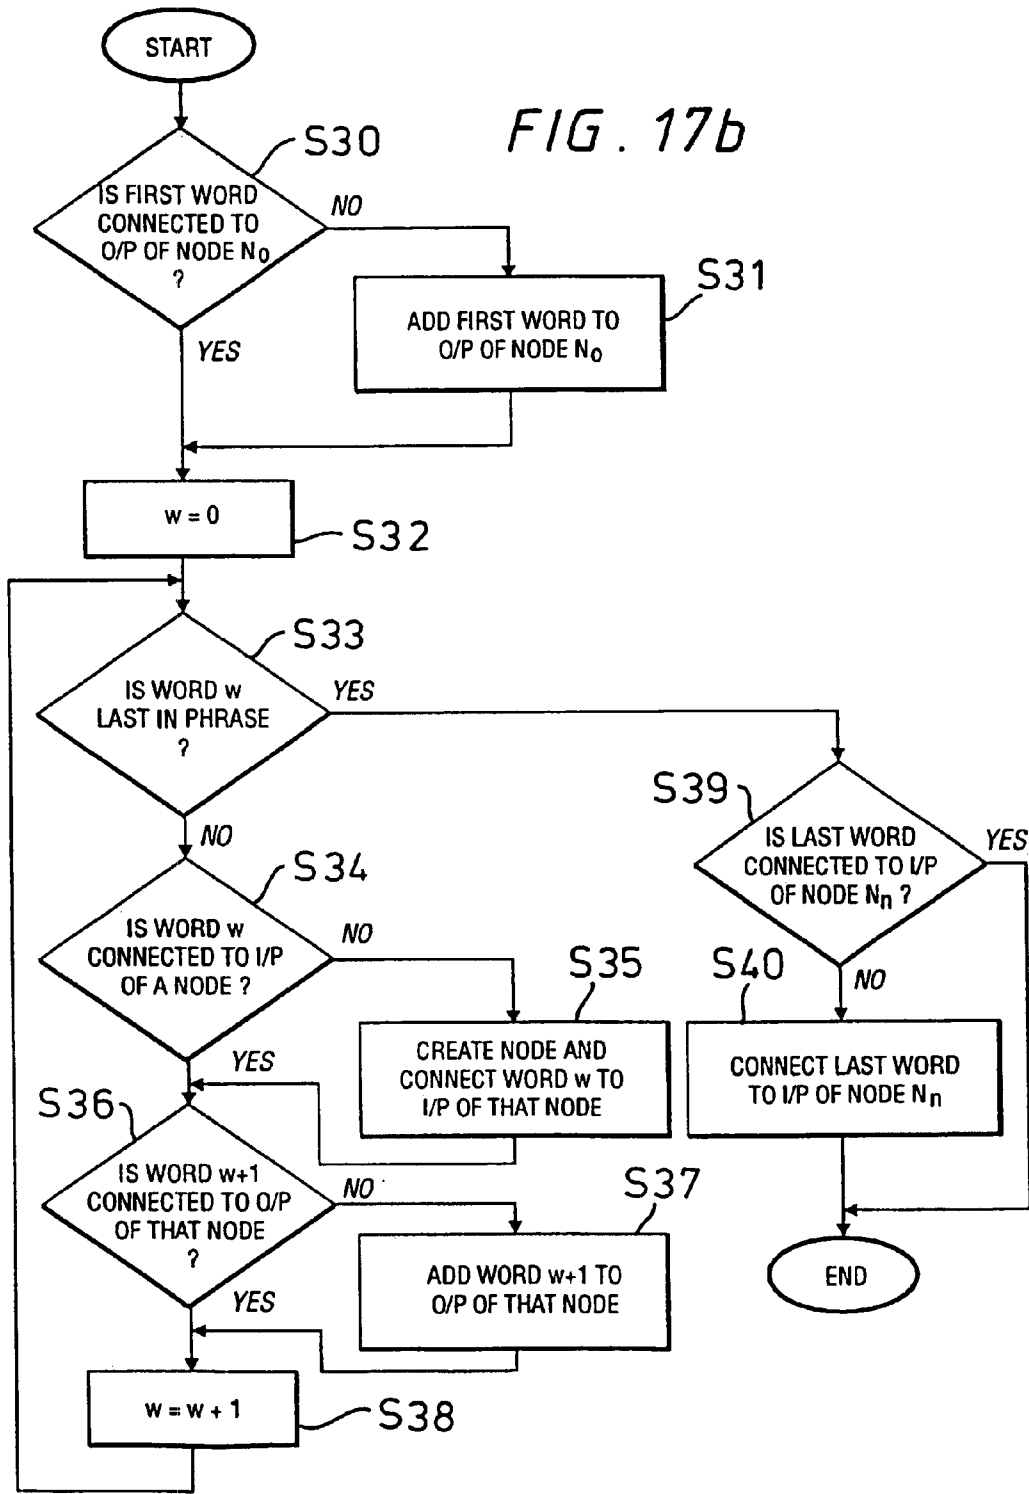 START
FIG. 17b
S30
IS FIRST WORD
CONNECTED TO
O/P OF NODE N0
?
NO
YES
S31
ADD FIRST WORD TO
O/P OF NODE N0
w = 0
S32
S33
IS WORD w
LAST IN PHRASE
?
YES
NO
S39
IS LAST WORD
CONNECTED TO I/P
OF NODE Nn ?
YES
NO
S34
IS WORD w
CONNECTED TO I/P
OF A NODE ?
NO
YES
S35
CREATE NODE AND
CONNECT WORD w TO
I/P OF THAT NODE
S40
CONNECT LAST WORD
TO I/P OF NODE Nn
S36
IS WORD w+1
CONNECTED TO O/P
OF THAT NODE
?
NO
YES
S37
ADD WORD w+1 TO
O/P OF THAT NODE
END
w = w + 1
S38